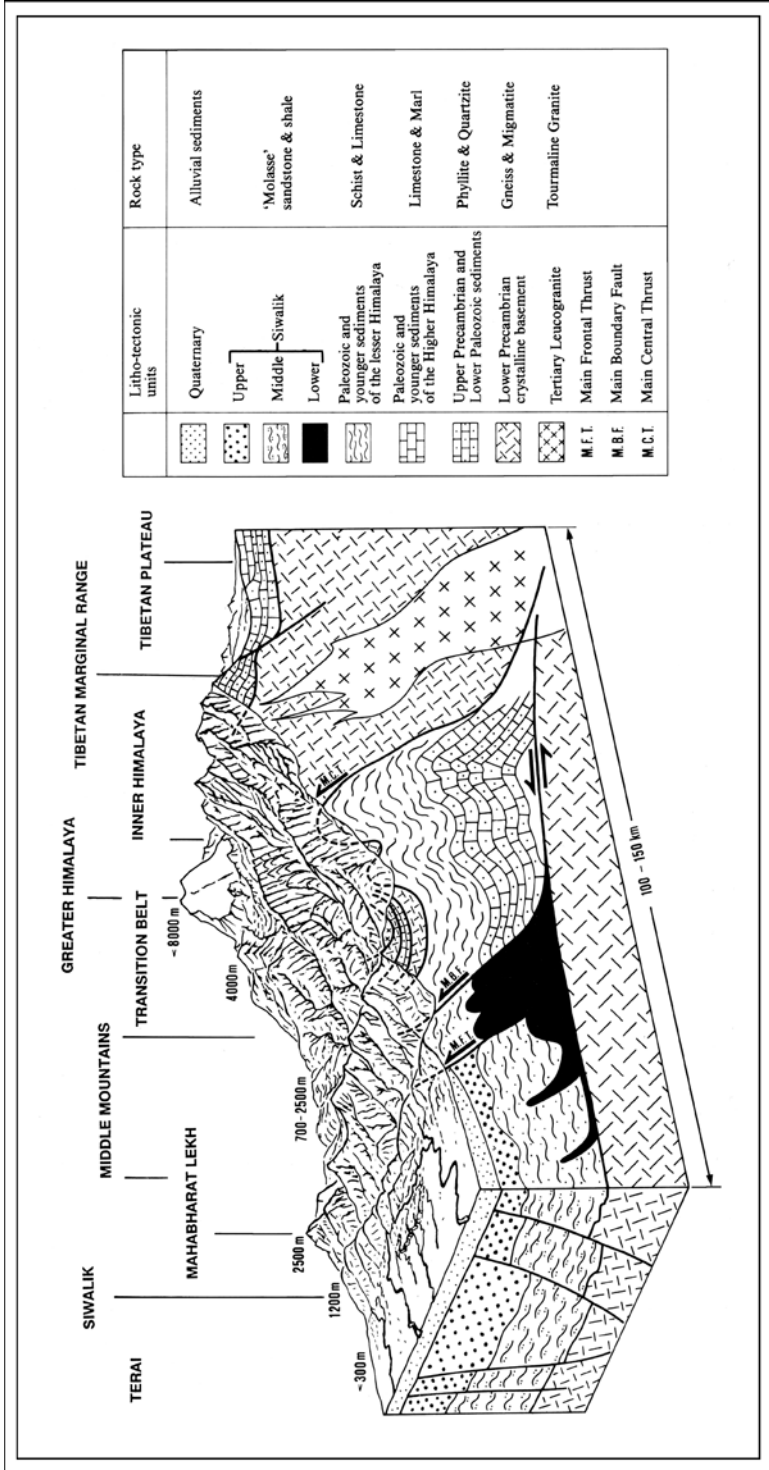 TERAI
SIWALIK
MAHABHARAT LEKH
MIDDLE MOUNTAINS
TRANSITION BELT
GREATER HIMALAYA
INNER HIMALAYA
TIBETAN MARGINAL RANGE
TIBETAN PLATEAU
~300m
1200m
2500m
700-2500m
4000m
~8000 m
M.F.T.
M.B.F.
M.C.T.
100 - 150 km
Litho-tectonic
units
Rock type
Quaternary
Alluvial sediments
Upper
Middle
Siwalik
Lower
'Molasse'
sandstone & shale
Paleozoic and
younger sediments
of the lesser Himalaya
Schist & Limestone
Paleozoic and
younger sediments
of the Higher Himalaya
Limestone & Marl
Upper Precambrian and
Lower Paleozoic sediments
Phyllite & Quartzite
Lower Precambrian
crystalline basement
Gneiss & Migmatite
Tertiary Leucogranite
Tourmaline Granite
M.F.T. Main Frontal Thrust
M.B.F. Main Boundary Fault
M.C.T. Main Central Thrust